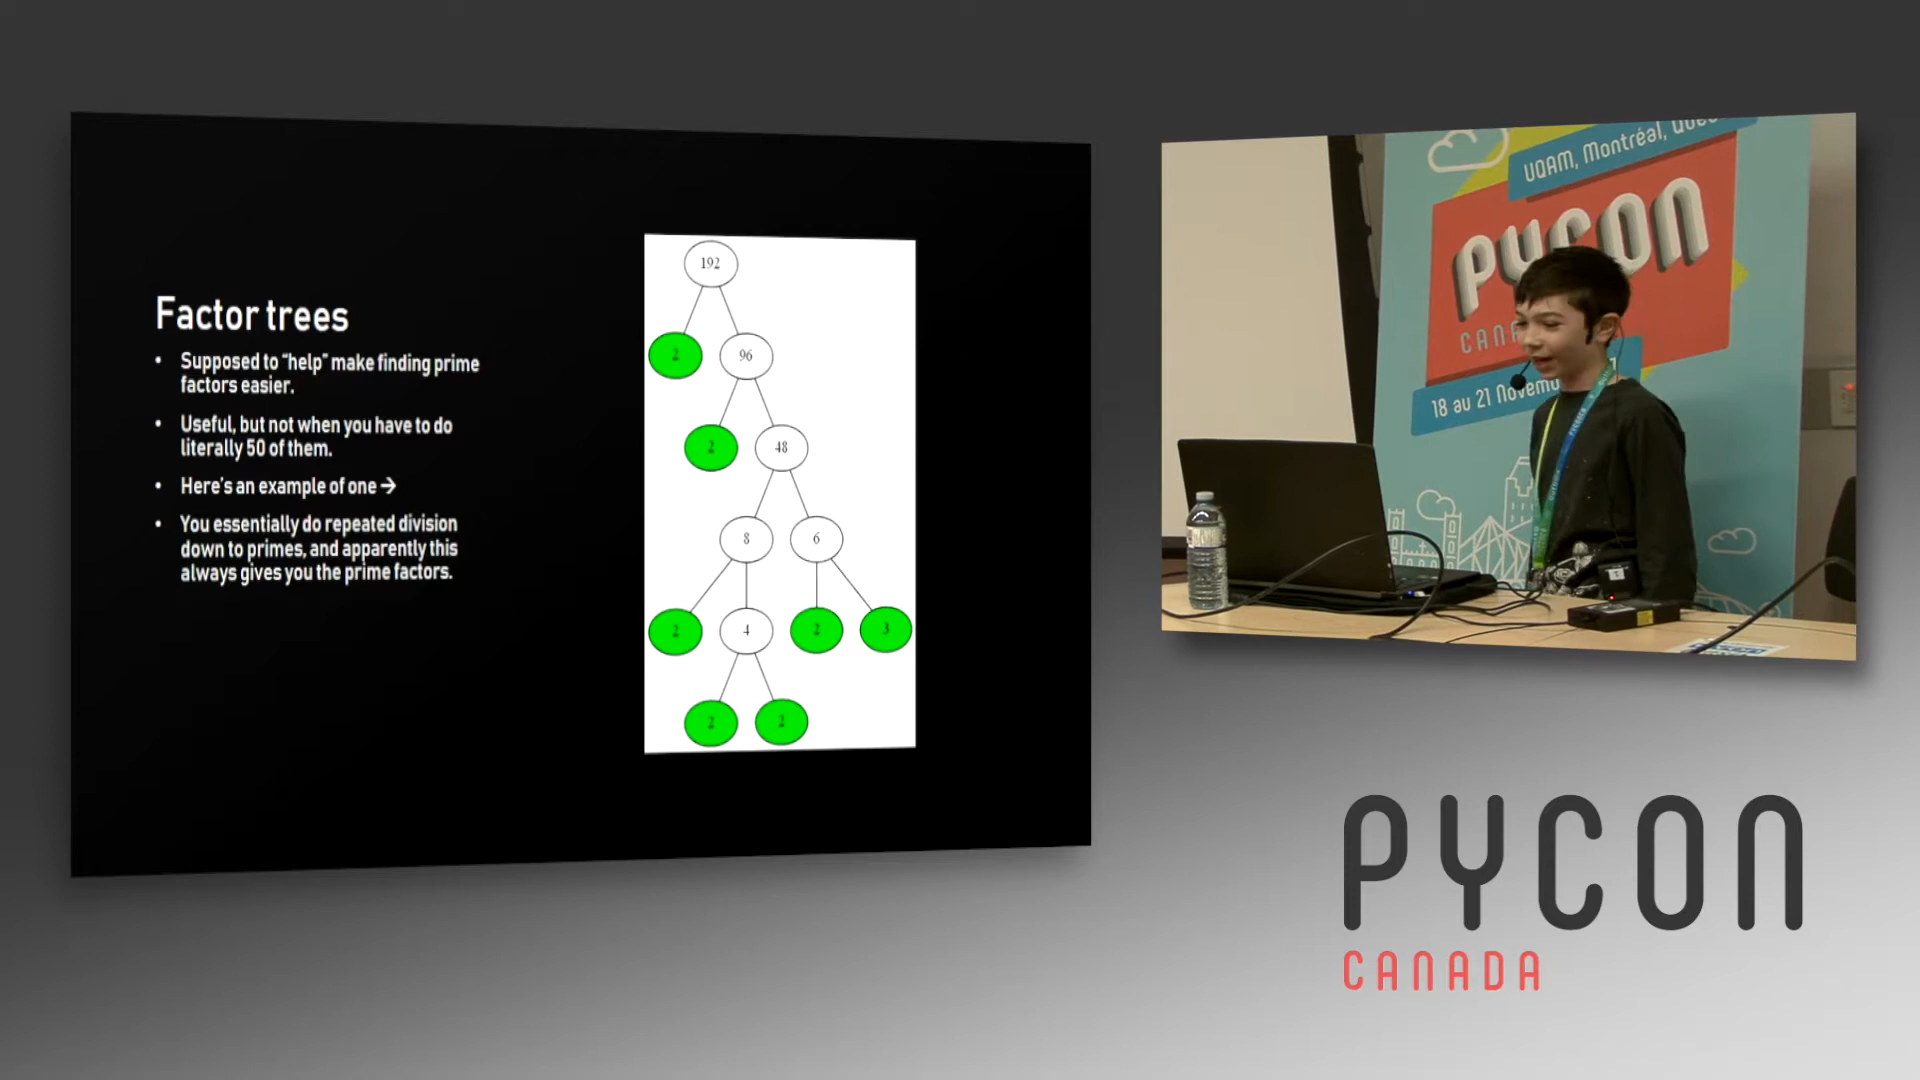 Factor trees
• Supposed to “help” make finding prime
factors easier.
• Useful, but not when you have to do
literally 50 of them.
• Here's an example of one →
• You essentially do repeated division
down to primes, and apparently this
always gives you the prime factors.
192
2 96
2 48
8 6
2 4 2 3
2 2
UQAM, Montréal,
PYCON
CANA
18 au 21
PYCON
CANADA